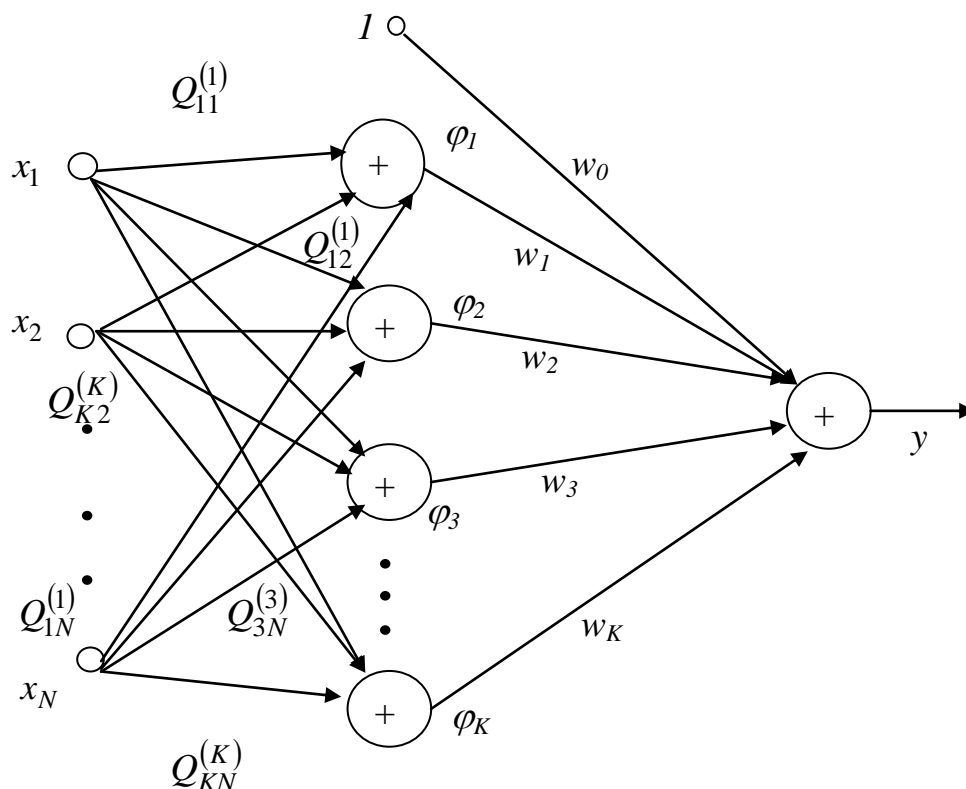 1
Q_{11}^{(1)}
φ_1
x_1
+
w_0
Q_{12}^{(1)}
w_1
x_2
+
φ_2
w_2
Q_{K2}^{(K)}
+
y
+
w_3
φ_3
Q_{1N}^{(1)}
Q_{3N}^{(3)}
w_K
x_N
+
φ_K
Q_{KN}^{(K)}